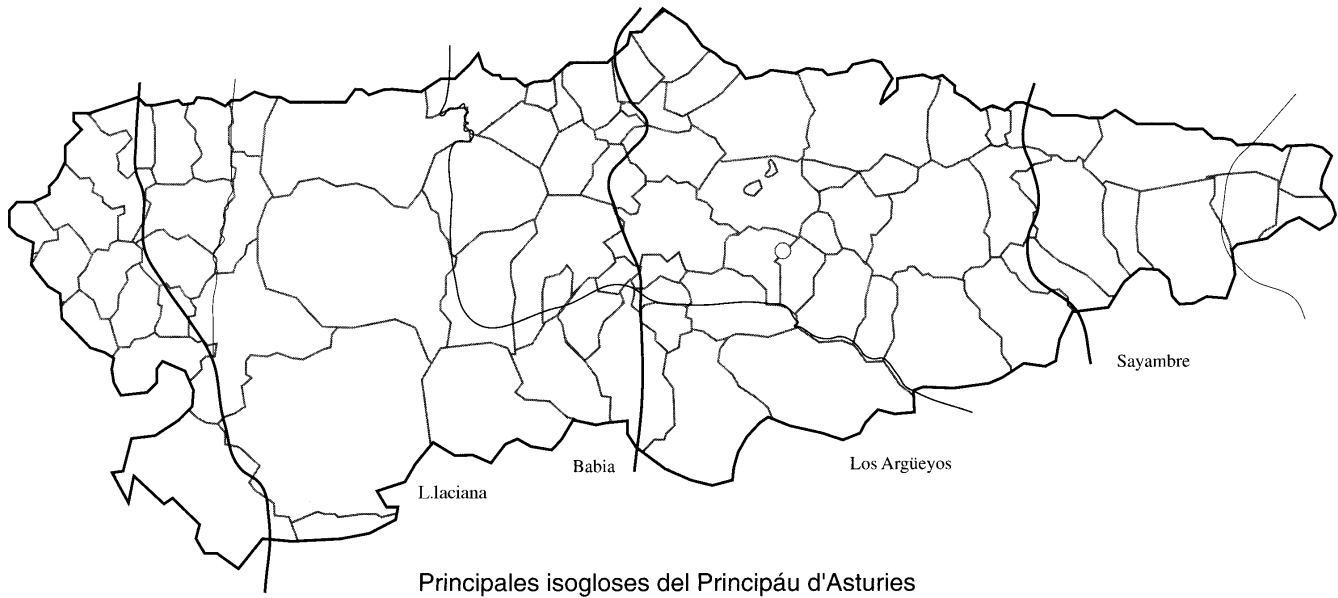 Sayambre
Los Argüeyos
Babia
L.laciana
Principales isogloses del Principáu d'Asturies